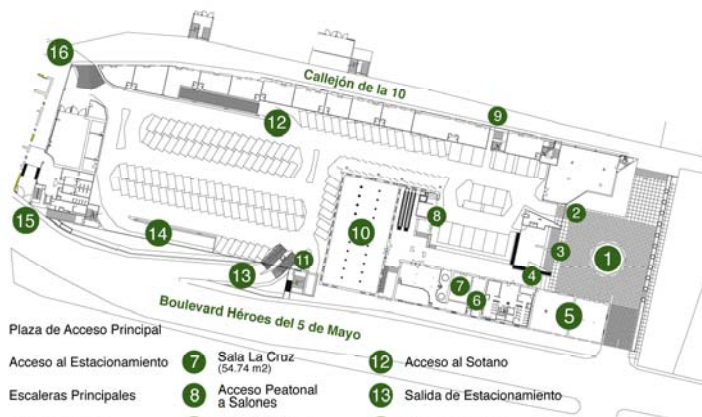 16
Callejón de la 10
9
12
8
2
10
3
1
15
14
11
4
7
13
6
5
Boulevard Héroes del 5 de Mayo
Plaza de Acceso Principal
Acceso al Estacionamiento 7 Sala La Cruz 12 Acceso al Sotano
(54.74 m2)
Escaleras Principales 8 Acceso Peatonal 13 Salida de Estacionamiento
a Salones